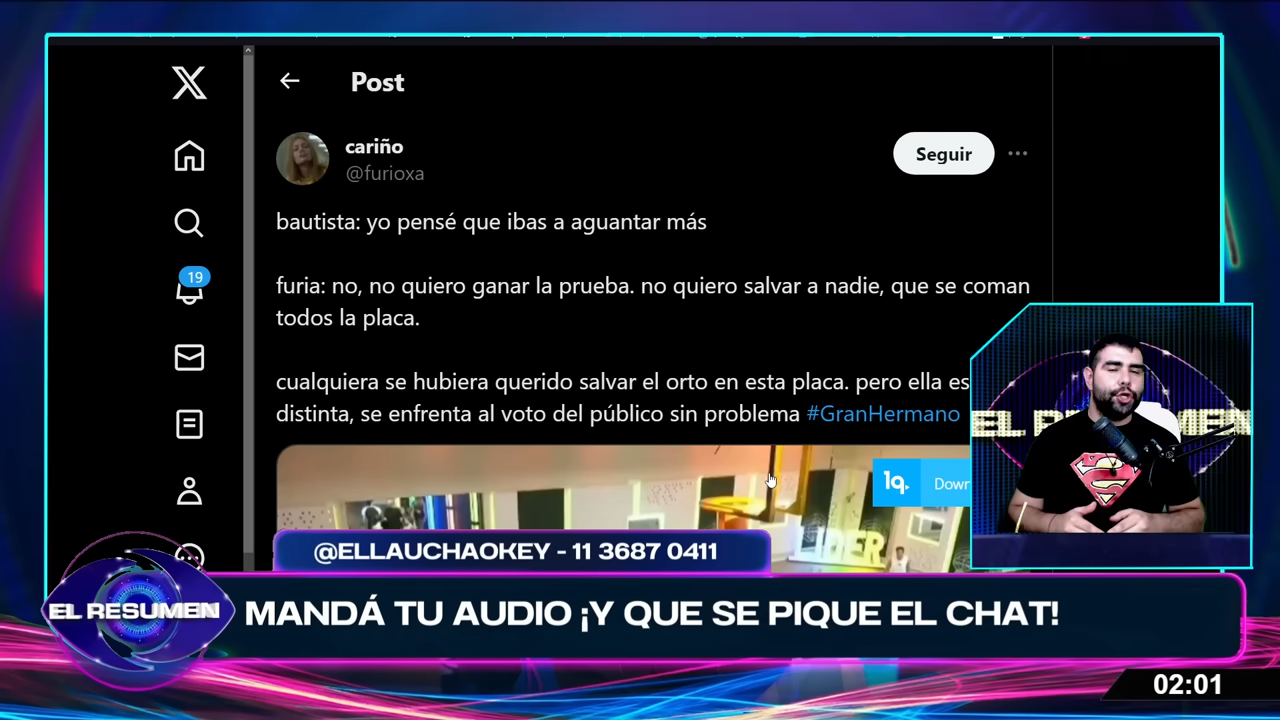 Post
cariño
@furioxa
Seguir
bautista: yo pensé que ibas a aguantar más
furia: no, no quiero ganar la prueba. no quiero salvar a nadie, que se coman
todos la placa.
cualquiera se hubiera querido salvar el orto en esta placa. pero ella es
distinta, se enfrenta al voto del público sin problema #GranHermano
19
1q.
LIDER
@ELLAUCHAOKEY - 11 3687 0411
EL RESUMEN
MANDÁ TU AUDIO ¡Y QUE SE PIQUE EL CHAT!
02:01